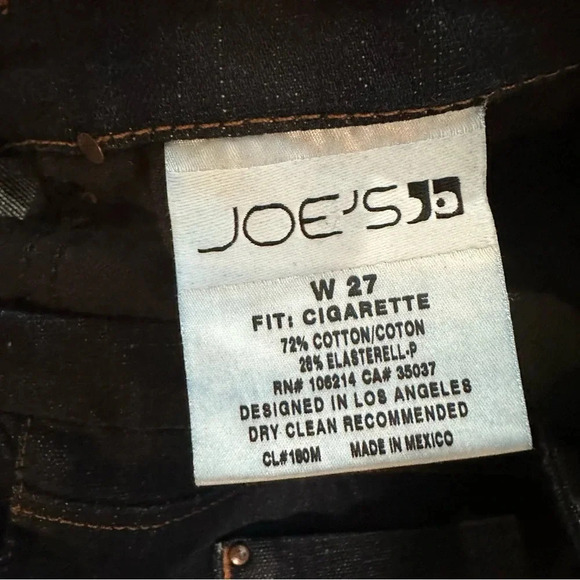 JOE'S
W 27
FIT: CIGARETTE
72% COTTON/COTON
28% ELASTERELL-P
RN# 106214 CA# 35037
DESIGNED IN LOS ANGELES
DRY CLEAN RECOMMENDED
CL#160M MADE IN MEXICO